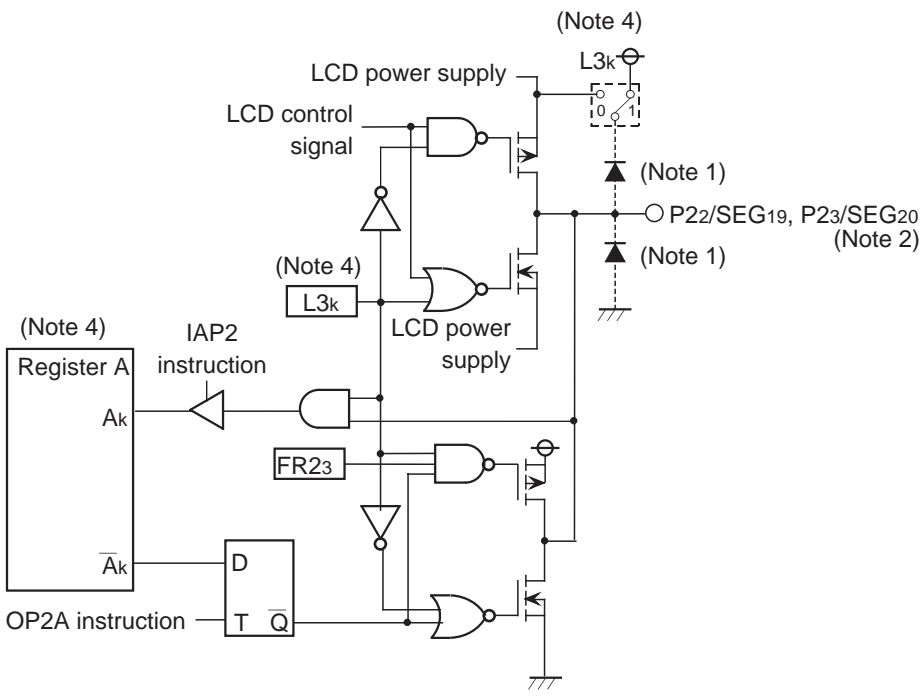 (Note 4)
L3k
LCD power supply
0 1
LCD control
signal
(Note 1)
P22/SEG19, P23/SEG20
(Note 2)
(Note 4)
(Note 1)
L3k
LCD power
supply
(Note 4)
IAP2
instruction
Register A
Ak
FR23
A̅k
D
OP2A instruction
T Q̅